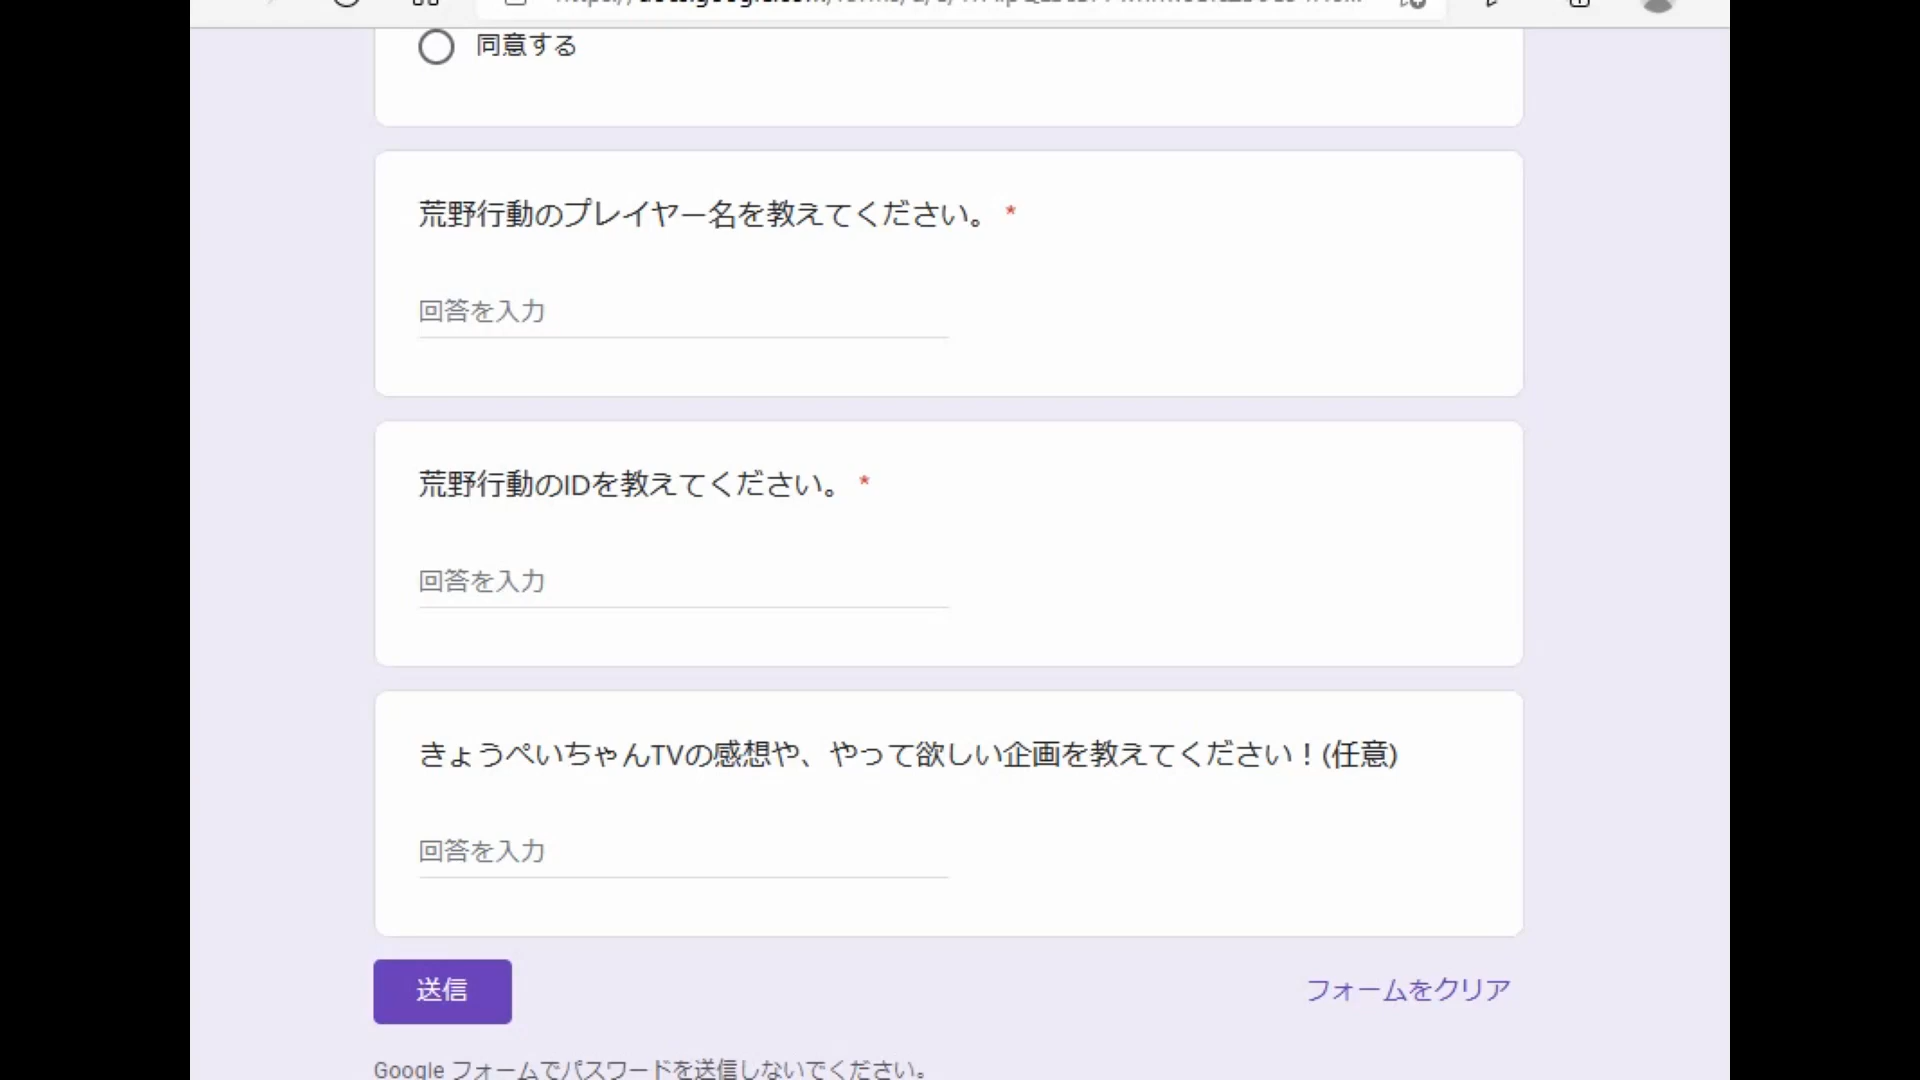 同意する
荒野行動のプレイヤー名を教えてください。 *
回答を入力
荒野行動のIDを教えてください。 *
回答を入力
きょうぺいちゃんTVの感想や、やって欲しい企画を教えてください！(任意)
回答を入力
送信
フォームをクリア
Google フォームでパスワードを送信しないでください。